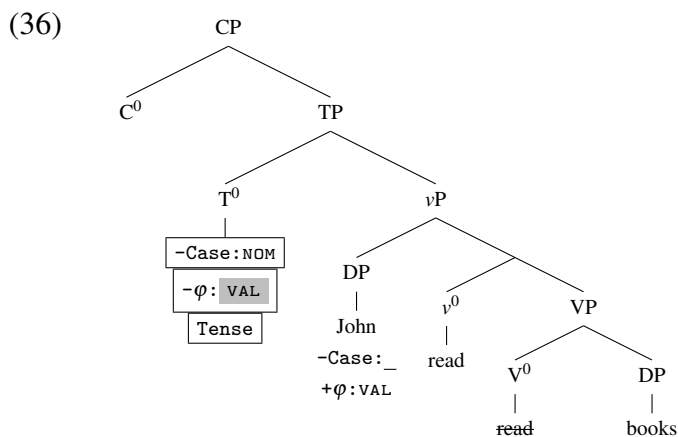 (36)
CP
C⁰ TP
T⁰ vP
-Case:NOM
-φ: VAL
Tense
DP
John
-Case:_
+φ:VAL
v⁰ VP
read
V⁰ DP
read books